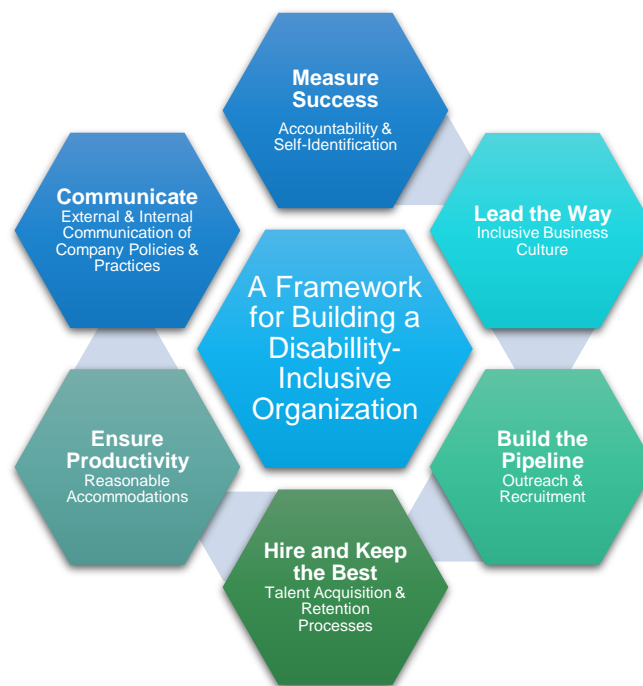 Measure
Success
Accountability &
Self-Identification
Lead the Way
Inclusive Business
Culture
Build the
Pipeline
Outreach &
Recruitment
Hire and Keep
the Best
Talent Acquisition &
Retention
Processes
Ensure
Productivity
Reasonable
Accommodations
Communicate
External & Internal
Communication of
Company Policies &
Practices
A Framework
for Building a
Disabillity-
Inclusive
Organization